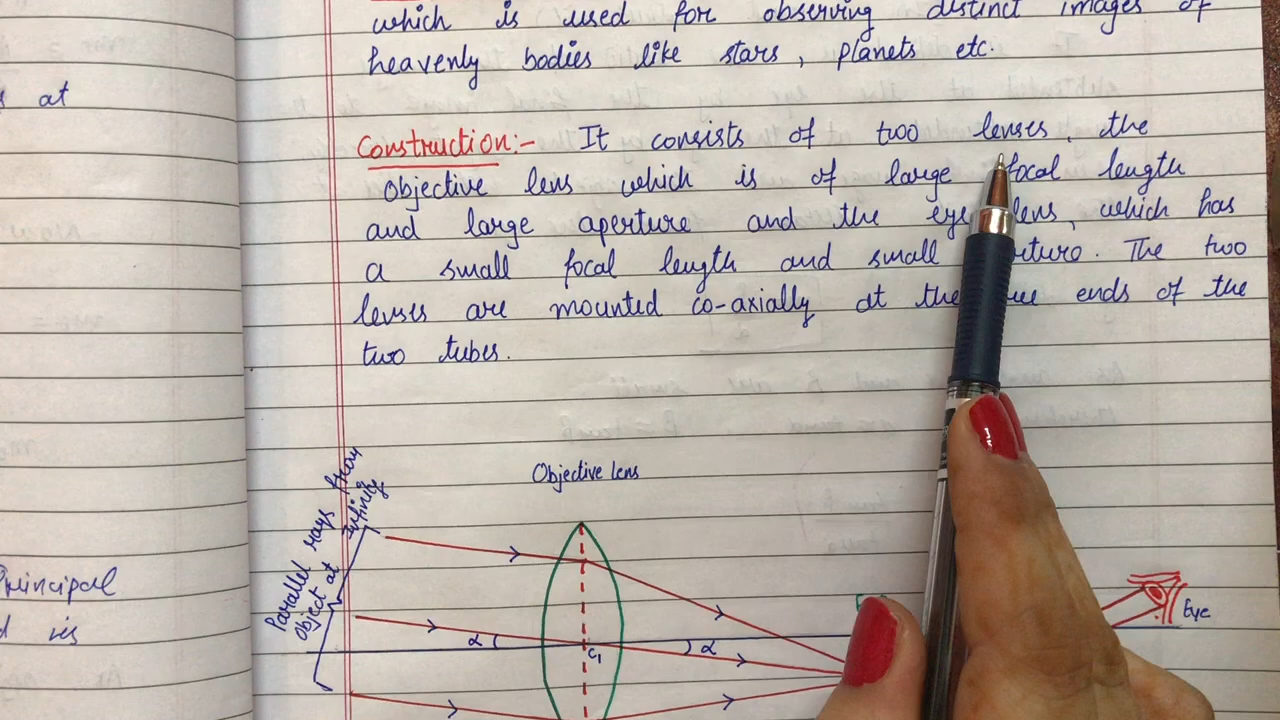 which is used for observing distinct images of
heavenly bodies like stars, planets etc.
Construction:- It consists of two lenses, the
objective lens which is of large focal length
and large aperture and the eye lens, which has
a small focal length and small The two
lenses are mounted co-axially at the ends of the
two tubes.
s at
Principal
is
Objective lens
Parallel rays from
object at infinity
α
C1
α
Eye